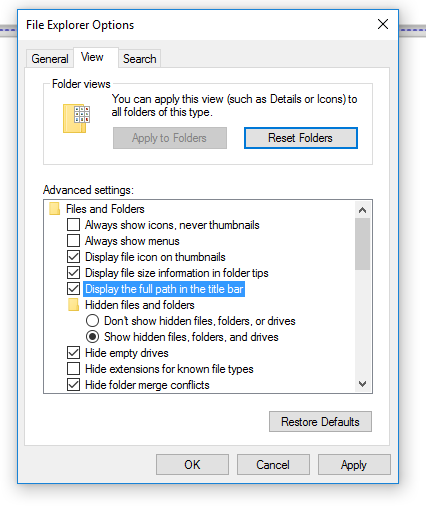 File Explorer Options
General
View
Search
Folder views
You can apply this view (such as Details or Icons) to
all folders of this type.
Apply to Folders
Reset Folders
Advanced settings:
Files and Folders
Always show icons, never thumbnails
Always show menus
Display file icon on thumbnails
Display file size information in folder tips
Display the full path in the title bar
Hidden files and folders
Don't show hidden files, folders, or drives
Show hidden files, folders, and drives
Hide empty drives
Hide extensions for known file types
Hide folder merge conflicts
Restore Defaults
OK
Cancel
Apply